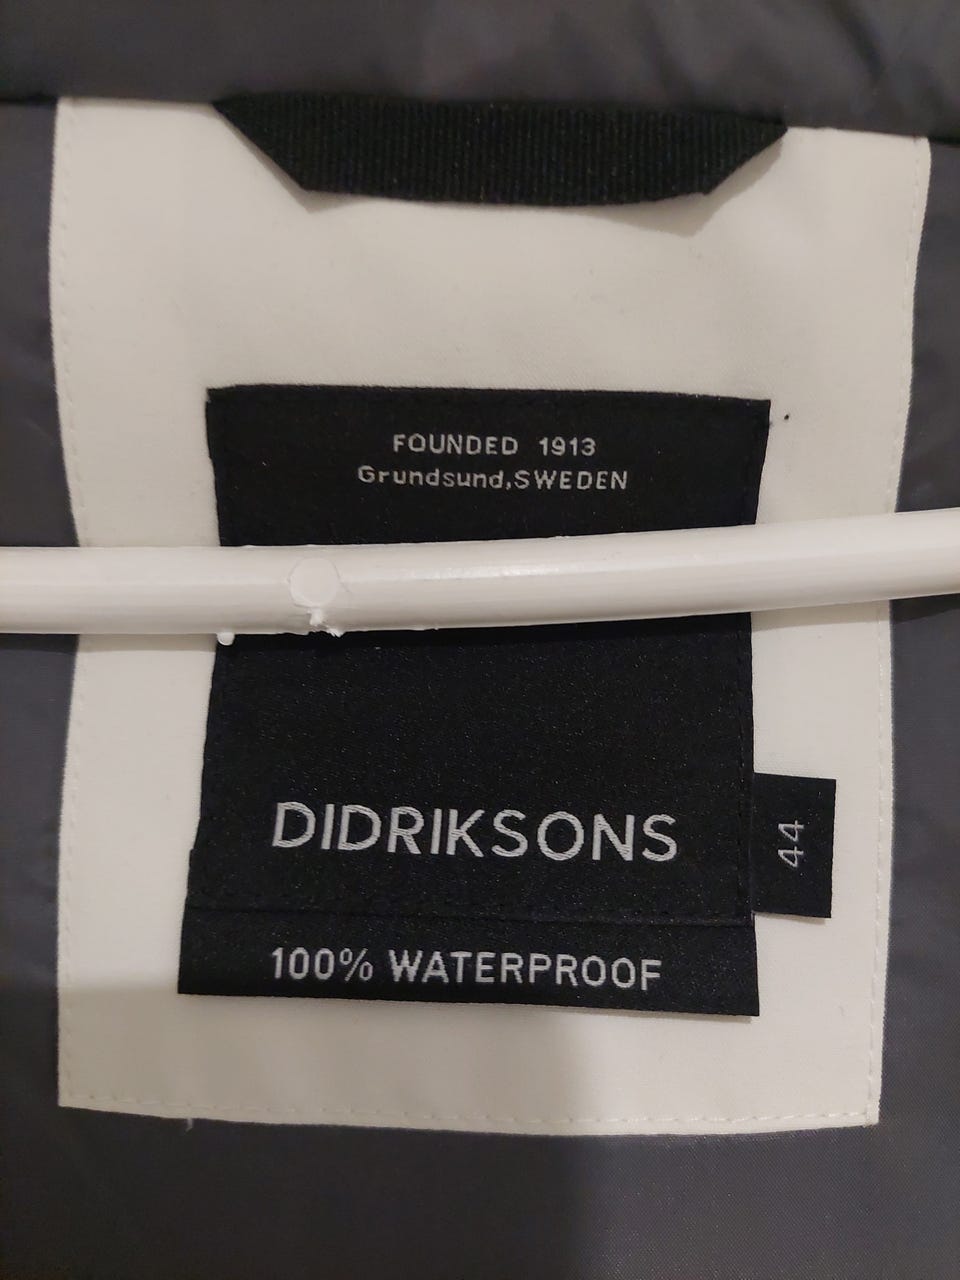 FOUNDED 1913
Grundsund,SWEDEN
DIDRIKSONS
44
100% WATERPROOF